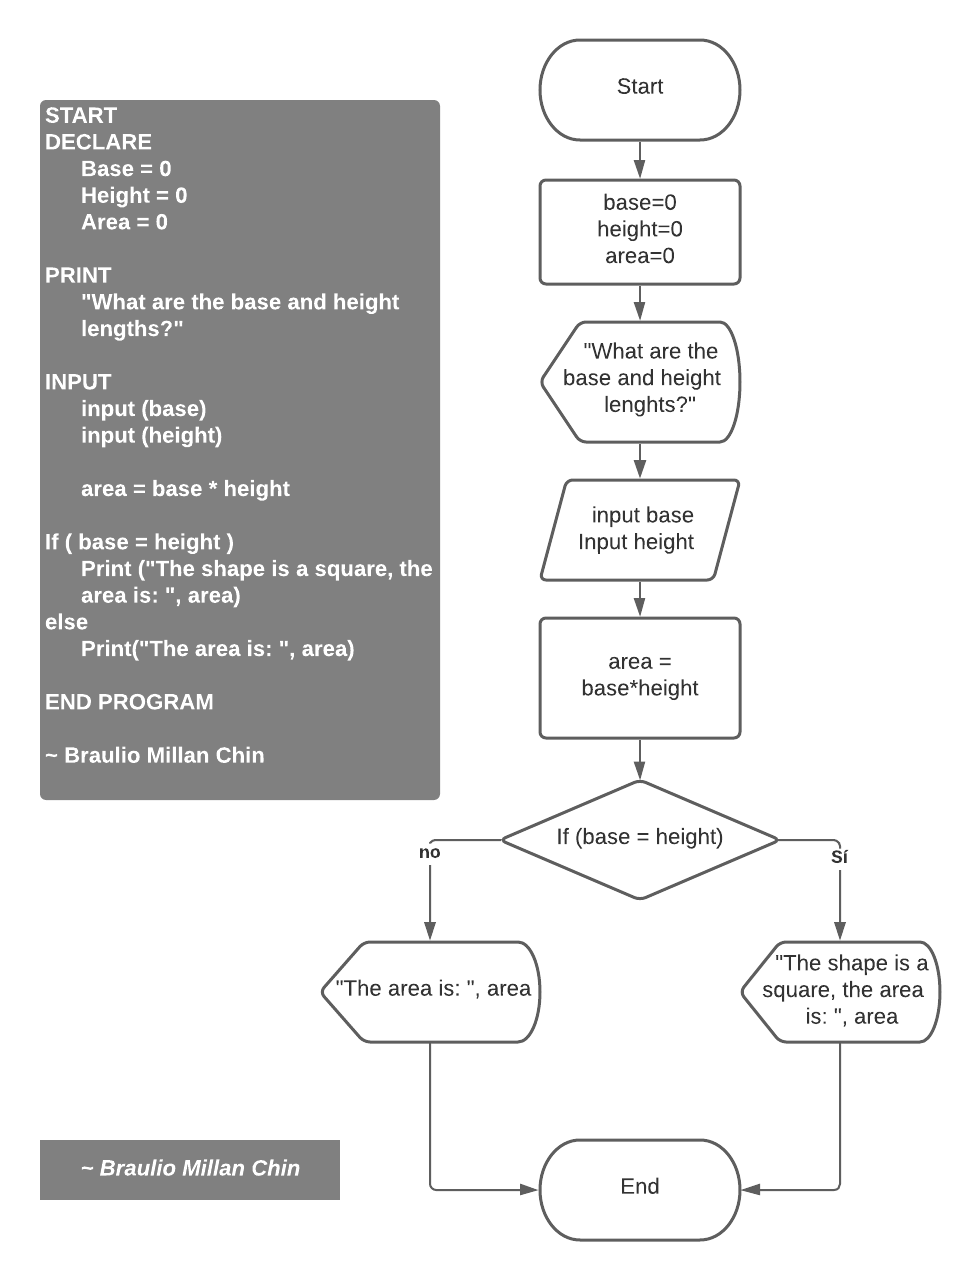 START
DECLARE
Base = 0
Height = 0
Area = 0
PRINT
"What are the base and height
lengths?"
INPUT
input (base)
input (height)
area = base * height
If ( base = height )
Print ("The shape is a square, the
area is: ", area)
else
Print("The area is: ", area)
END PROGRAM
~ Braulio Millan Chin
Start
base=0
height=0
area=0
"What are the
base and height
lenghts?"
input base
Input height
area =
base*height
If (base = height)
no
Sí
"The area is: ", area
"The shape is a
square, the area
is: ", area
End
~ Braulio Millan Chin